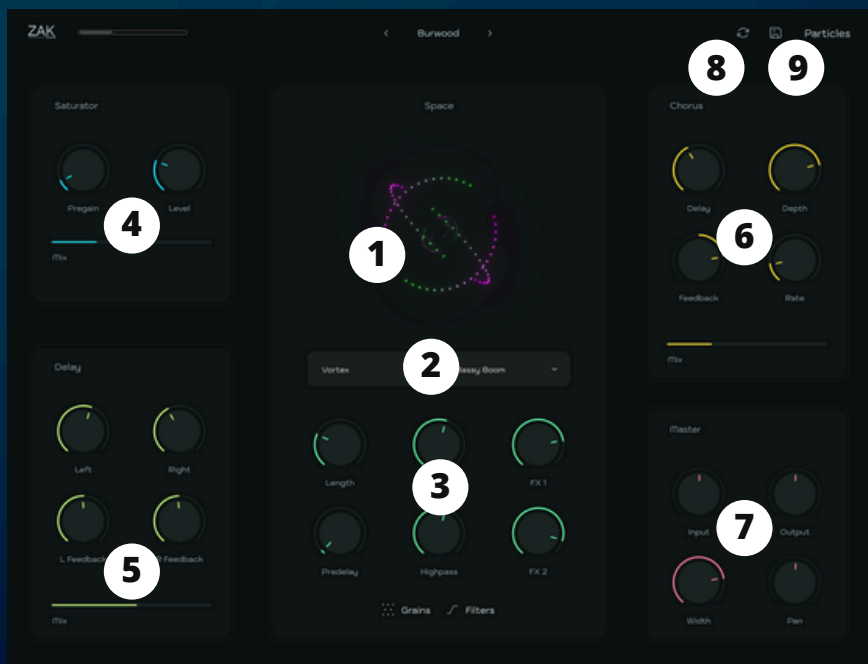 ZAK
Burwood
Particles
8
9
Saturator
Space
Chorus
Pregain
Level
Delay
Depth
4
6
1
Mix
Feedback
Rate
Vortex
2
lassy Boom
Mix
Delay
Master
Left
Right
Length
3
FX 1
Input
7
Output
L Feedback
R Feedback
Predelay
Highpass
FX 2
5
Mix
Grains
Filters
Width
Pan